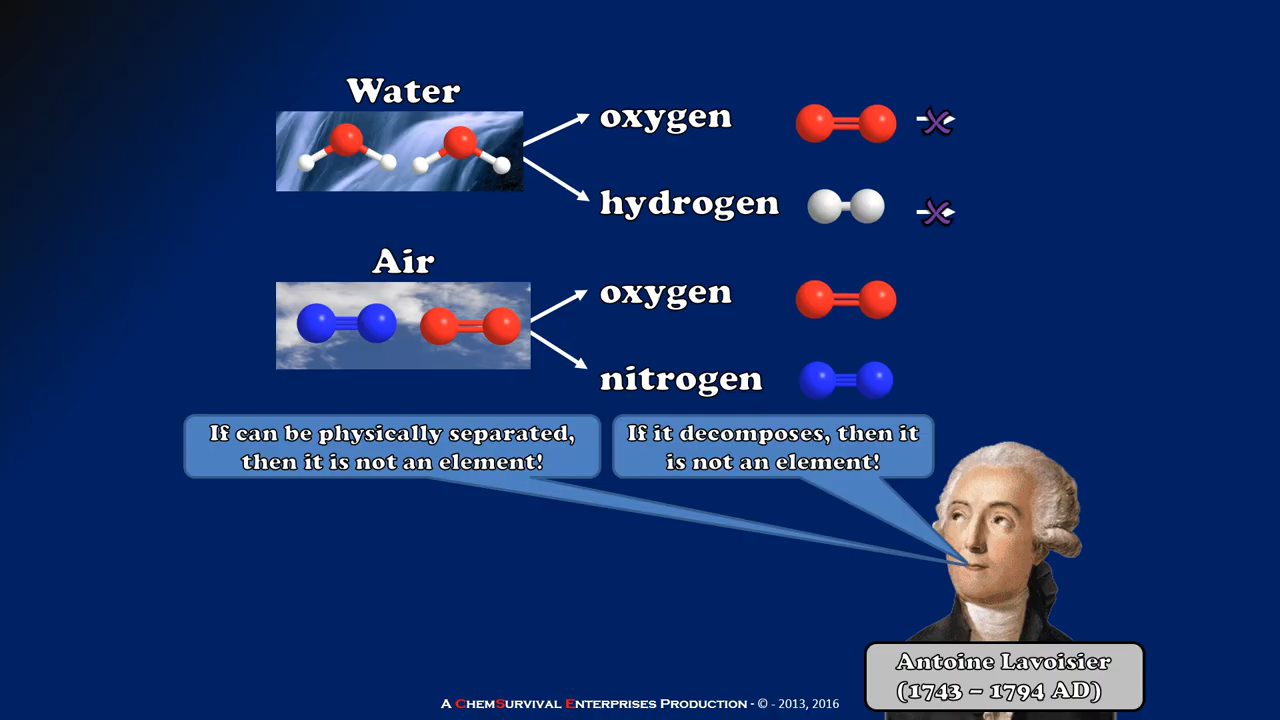 Water
oxygen
hydrogen
Air
oxygen
nitrogen
If can be physically separated,
then it is not an element!
If it decomposes, then it
is not an element!
Antoine Lavoisier
(1743 – 1794 AD)
A ChemSurvival Enterprises Production - © - 2013, 2016